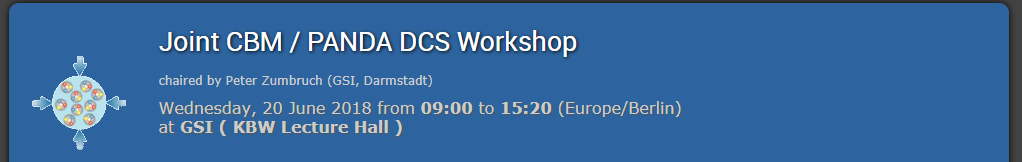 Joint CBM / PANDA DCS Workshop
chaired by Peter Zumbruch (GSI, Darmstadt)
Wednesday, 20 June 2018 from 09:00 to 15:20 (Europe/Berlin)
at GSI ( KBW Lecture Hall )